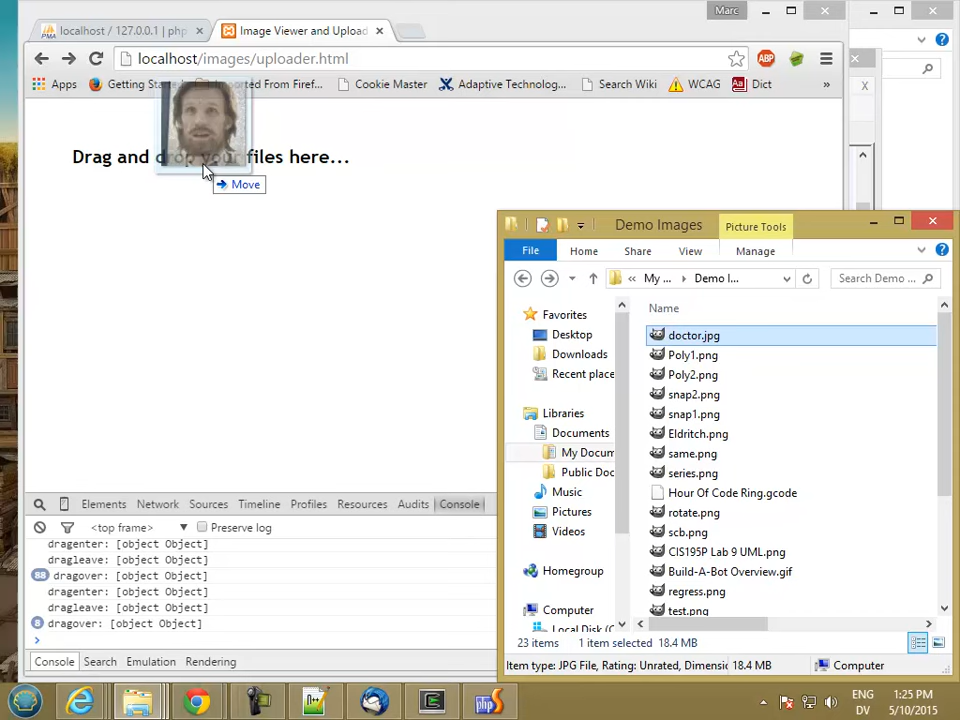 Marc
localhost / 127.0.0.1 | php
Image Viewer and Upload
localhost/images/uploader.html
Apps
Getting Started
Imported From Firef...
Cookie Master
Adaptive Technolog...
Search Works
WCAG
Dict
»
Drag and drop your files here...
Move
Demo Images
Picture Tools
File
Home
Share
View
Manage
« My ... ▸ Demo I...
Search Demo ...
Favorites
Desktop
Downloads
Recent place
Libraries
Documents
My Docum
Public Doc
Music
Pictures
Videos
Homegroup
Computer
Name
doctor.jpg
Poly1.png
Poly2.png
snap2.png
snap1.png
Eldritch.png
same.png
series.png
Hour Of Code Ring.gcode
rotate.png
scb.png
CIS195P Lab 9 UML.png
Build-A-Bot Overview.gif
regress.png
test.png
23 items 1 item selected 18.4 MB
Item type: JPG File, Rating: Unrated, Dimensic 18.4 MB Computer
Elements Network Sources Timeline Profiles Resources Audits Console
<top frame> ▼ Preserve log
dragenter: [object Object]
dragleave: [object Object]
88 dragover: [object Object]
dragenter: [object Object]
dragleave: [object Object]
8 dragover: [object Object]
Console Search Emulation Rendering
ENG
DV
1:25 PM
5/10/2015